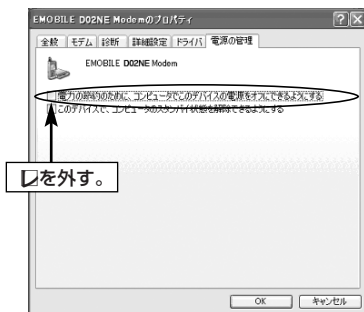 EMOBILE D02NE Modemのプロパティ
全般 モデム 診断 詳細設定 ドライバ 電源の管理
EMOBILE D02NE Modem
電力の節約のために、コンピュータでこのデバイスの電源をオフにできるようにする
このデバイスで、コンピュータのスタンバイ状態を解除できるようにする
レを外す。
OK キャンセル